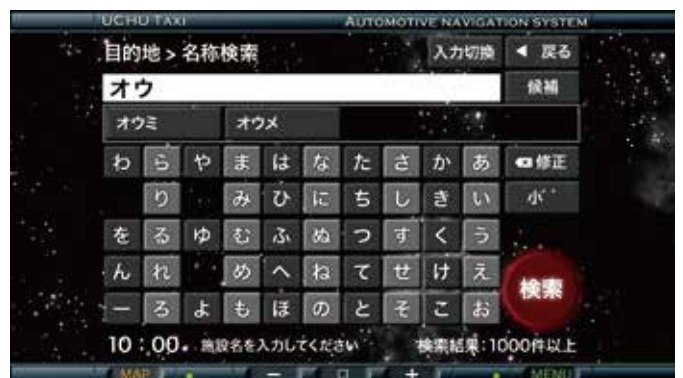 UCHU TAXI AUTOMOTIVE NAVIGATION SYSTEM
目的地 > 名称検索 入力切換 ◀ 戻る
オウ 候補
オウミ オウメ
わ ら や ま は な た さ か あ 修正
り み ひ に ち し き い 小゛゜
を る ゆ む ふ ぬ つ す く う
ん れ め へ ね て せ け え 検索
ー ろ よ も ほ の と そ こ お
10:00. 施設名を入力してください 検索結果:1000件以上
MAP − □ + MENU